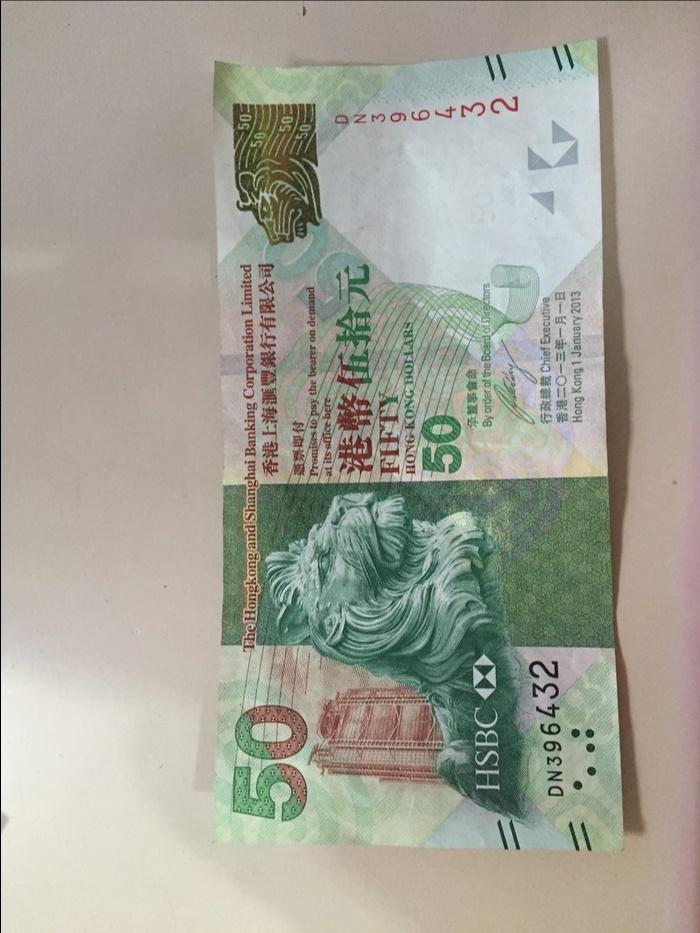 The Hongkong and Shanghai Banking Corporation Limited
香港上海滙豐銀行有限公司
憑票即付
Promises to pay the bearer on demand
at its office here
港幣伍拾元
FIFTY
HONG KONG DOLLARS
50
承董事會命
By order of the Board of Directors
行政總裁 Chief Executive
香港二〇一三年一月一日
Hong Kong 1 January 2013
50
HSBC
DN396432
DN396432
50
50
50
50